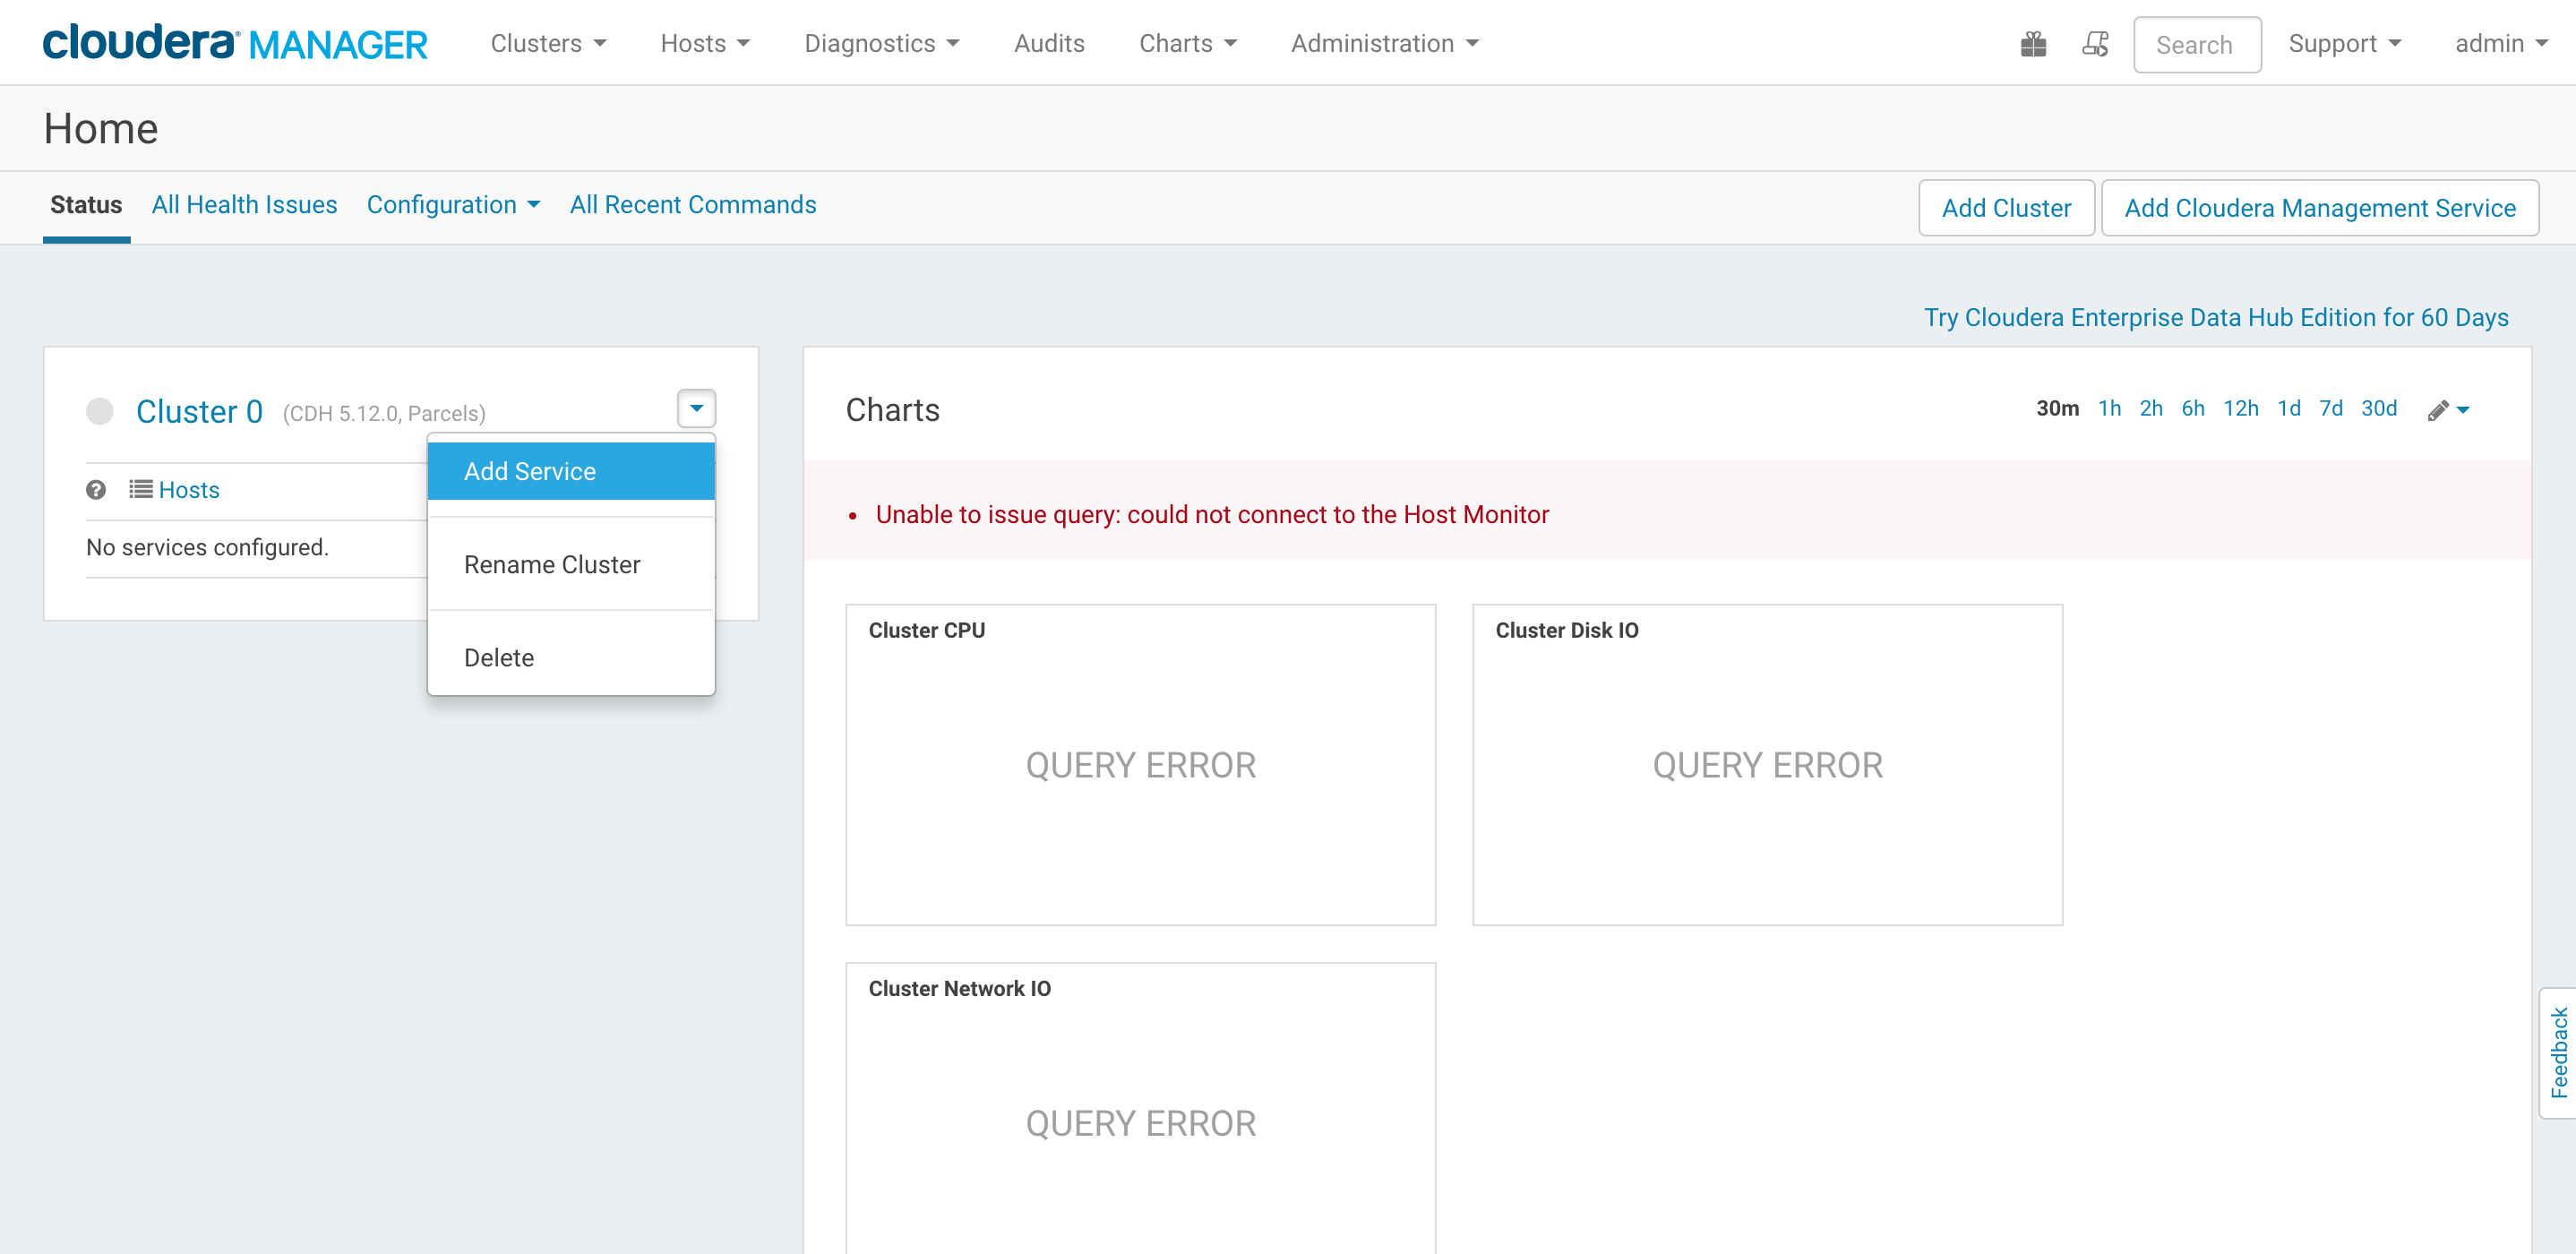 cloudera MANAGER Clusters Hosts Diagnostics Audits Charts Administration Search Support admin
Home
Status All Health Issues Configuration All Recent Commands Add Cluster Add Cloudera Management Service
Try Cloudera Enterprise Data Hub Edition for 60 Days
Cluster 0 (CDH 5.12.0, Parcels)
Hosts
No services configured.
Add Service
Rename Cluster
Delete
Charts 30m 1h 2h 6h 12h 1d 7d 30d
Unable to issue query: could not connect to the Host Monitor
Cluster CPU
QUERY ERROR
Cluster Disk IO
QUERY ERROR
Cluster Network IO
QUERY ERROR
Feedback